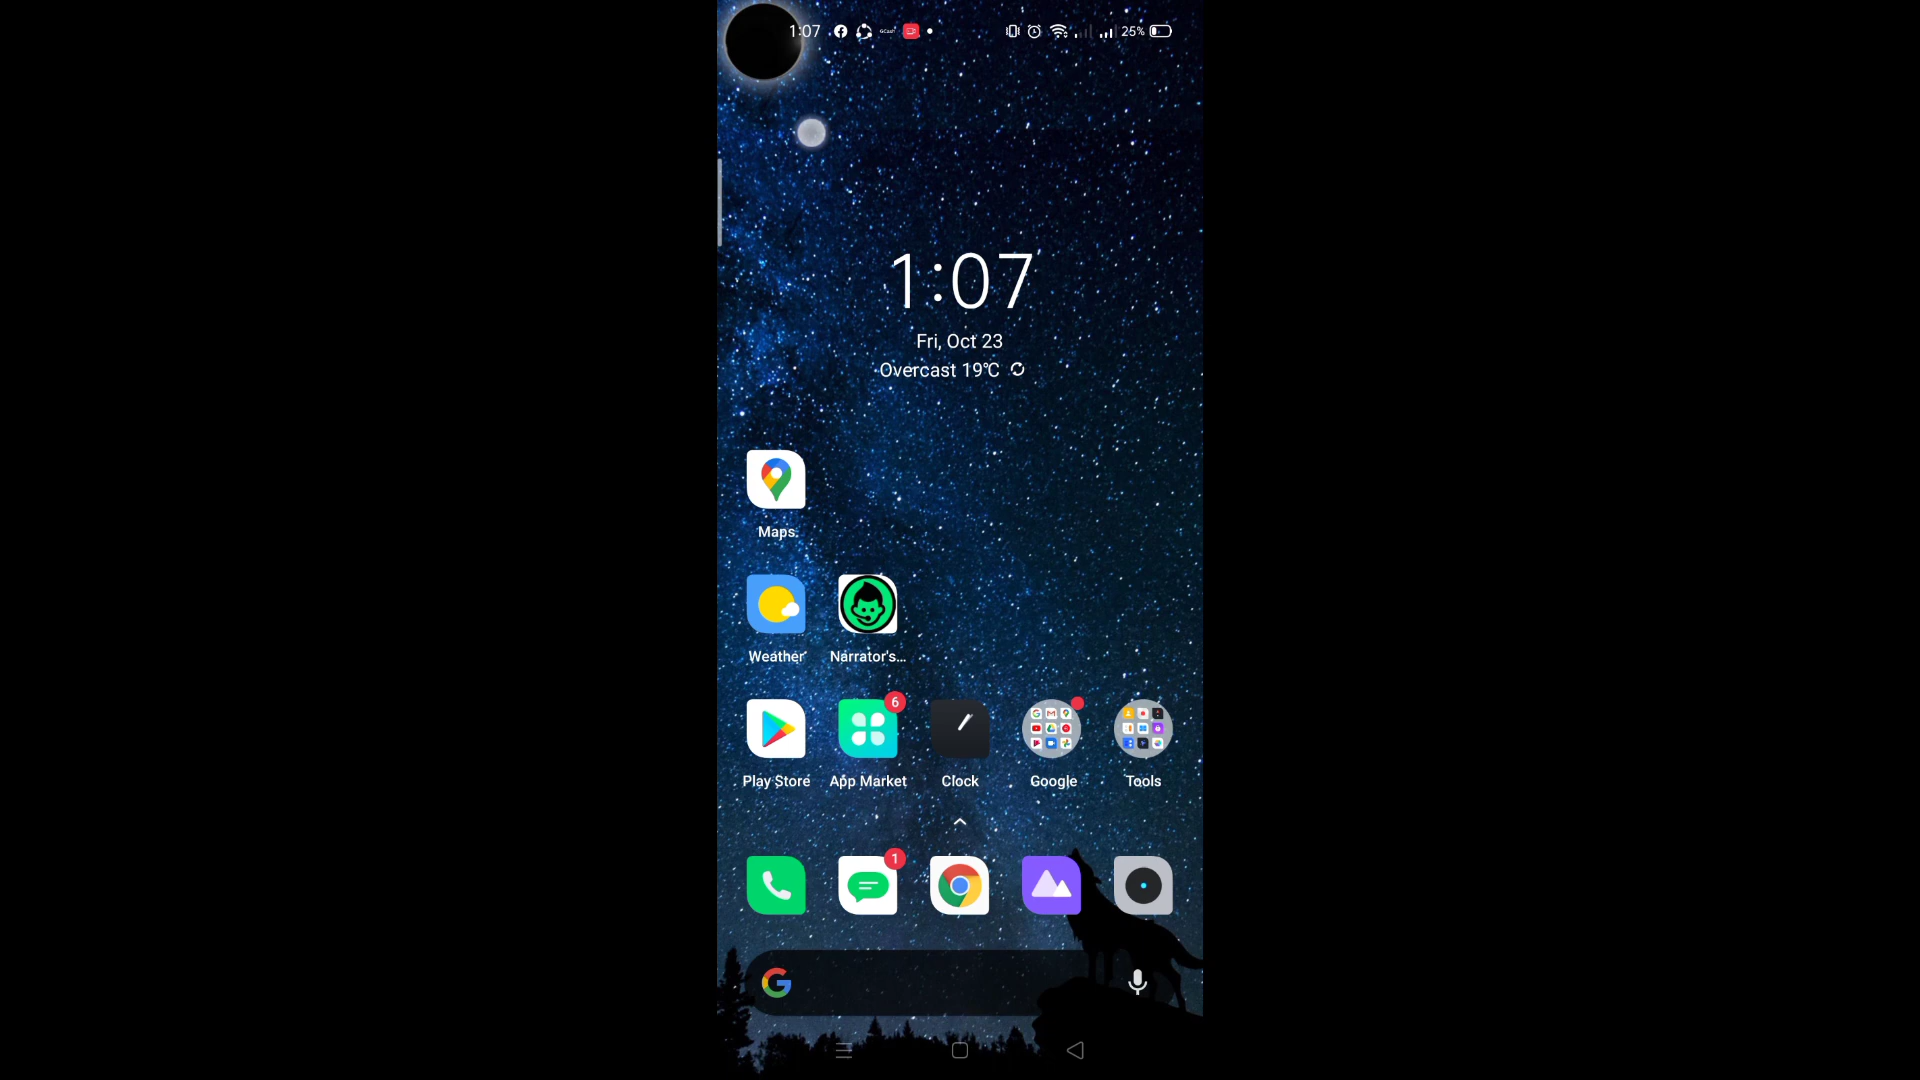 1:07 GCash 25%
1:07
Fri, Oct 23
Overcast 19°C
Maps
Weather Narrator's...
6
Play Store App Market Clock Google Tools
1